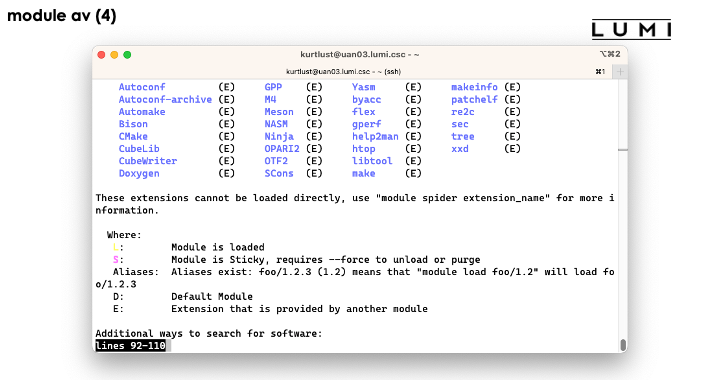 module av (4)
LUMI
kurtlust@uan03.lumi.csc - ~
⌥⌘2
kurtlust@uan03.lumi.csc - ~ (ssh)
⌘1
+
Autoconf (E) GPP (E) Yasm (E) makeinfo (E)
Autoconf-archive (E) M4 (E) byacc (E) patchelf (E)
Automake (E) Meson (E) flex (E) re2c (E)
Bison (E) NASM (E) gperf (E) sec (E)
CMake (E) Ninja (E) help2man (E) tree (E)
CubeLib (E) OPARI2 (E) htop (E) xxd (E)
CubeWriter (E) OTF2 (E) libtool (E)
Doxygen (E) SCons (E) make (E)
These extensions cannot be loaded directly, use "module spider extension_name" for more i
nformation.
Where:
L: Module is loaded
S: Module is Sticky, requires --force to unload or purge
Aliases: Aliases exist: foo/1.2.3 (1.2) means that "module load foo/1.2" will load fo
o/1.2.3
D: Default Module
E: Extension that is provided by another module
Additional ways to search for software:
lines 92-110